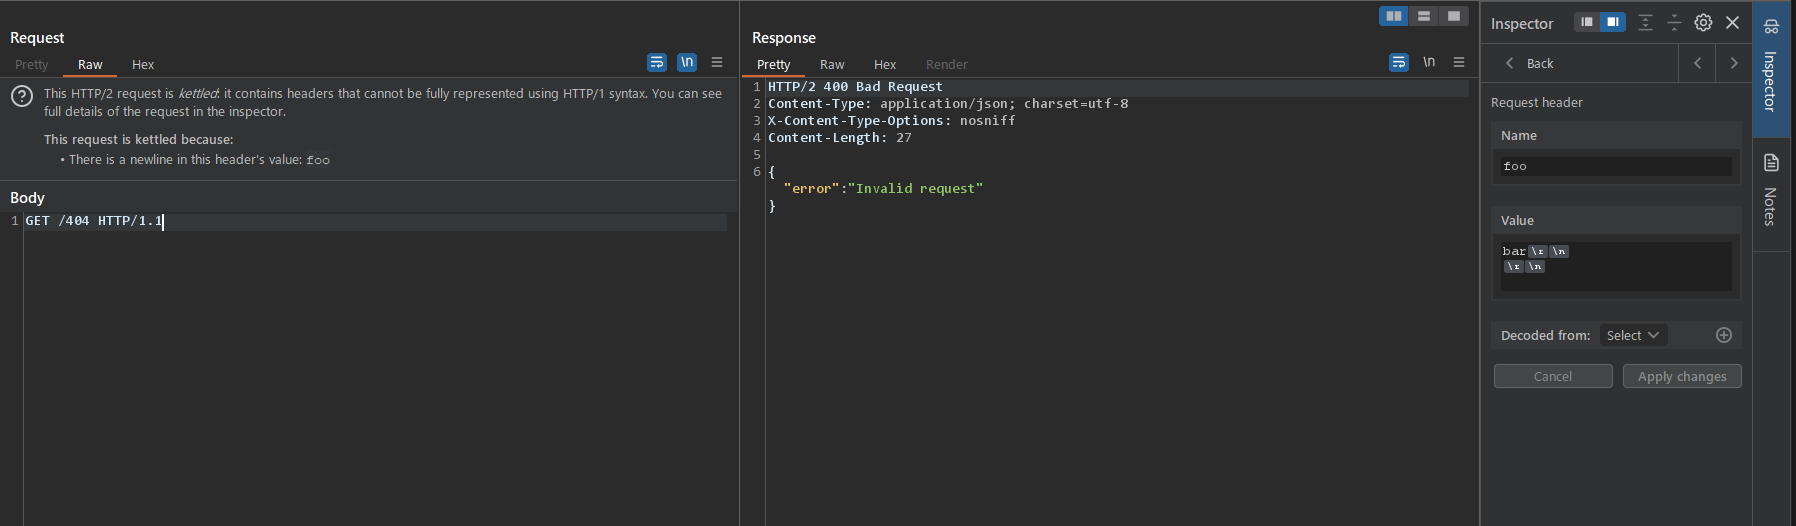 Request
Pretty Raw Hex
\n
This HTTP/2 request is kettled: it contains headers that cannot be fully represented using HTTP/1 syntax. You can see
full details of the request in the inspector.
This request is kettled because:
• There is a newline in this header's value: foo
Body
1 GET /404 HTTP/1.1
Response
Pretty Raw Hex Render
\n
1 HTTP/2 400 Bad Request
2 Content-Type: application/json; charset=utf-8
3 X-Content-Type-Options: nosniff
4 Content-Length: 27
5
6 {
"error":"Invalid request"
}
Inspector
Back
Request header
Name
foo
Value
bar\r\n
\r\n
Decoded from: Select
Cancel Apply changes
Inspector
Notes